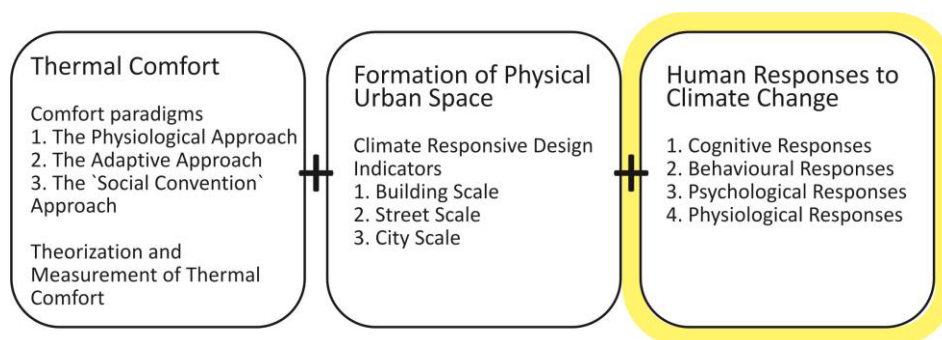 Thermal Comfort
Comfort paradigms
1. The Physiological Approach
2. The Adaptive Approach
3. The `Social Convention`
Approach
Theorization and
Measurement of Thermal
Comfort
+
Formation of Physical
Urban Space
Climate Responsive Design
Indicators
1. Building Scale
2. Street Scale
3. City Scale
+
Human Responses to
Climate Change
1. Cognitive Responses
2. Behavioural Responses
3. Psychological Responses
4. Physiological Responses